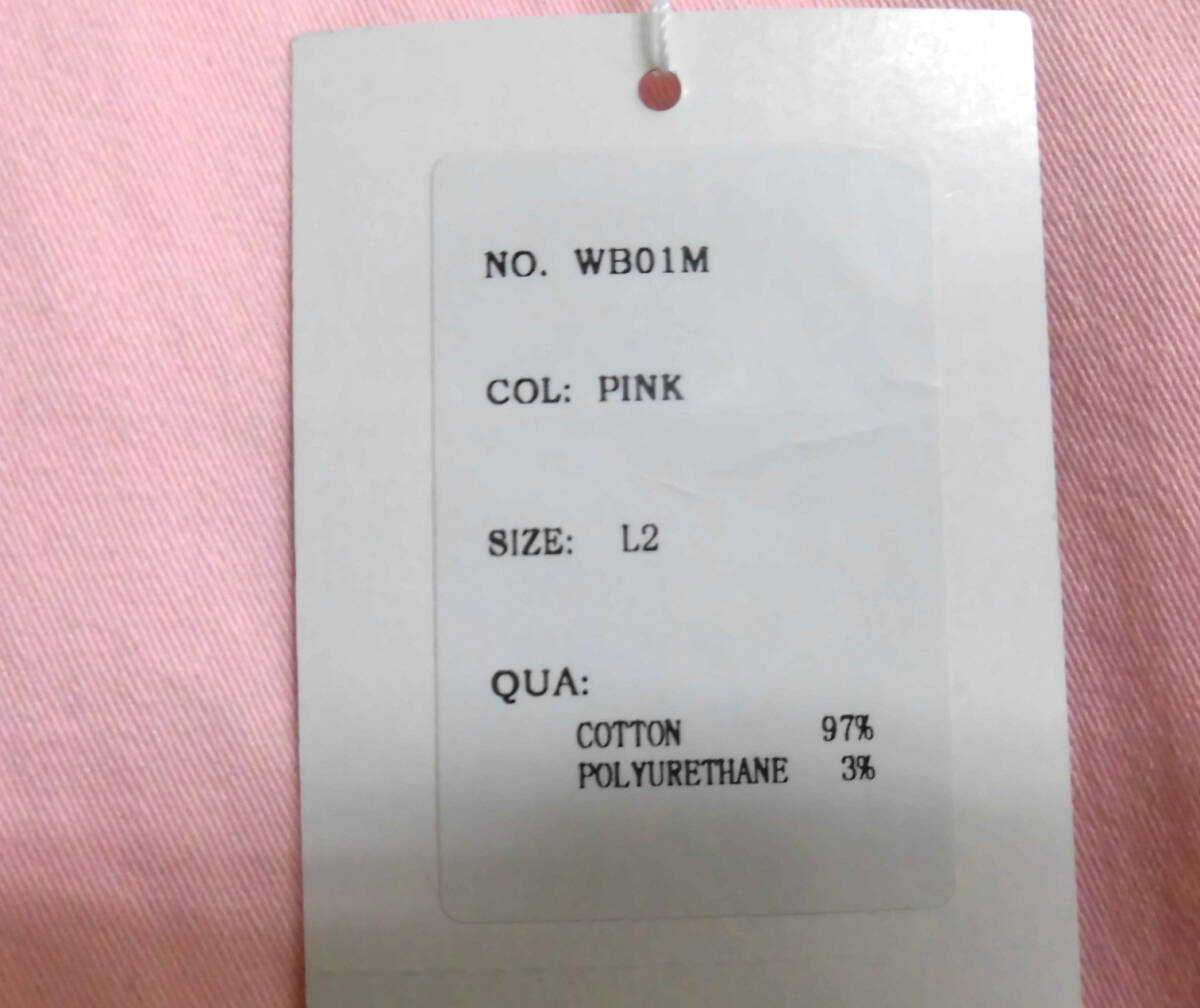 NO. WB01M
COL: PINK
SIZE: L2
QUA:
COTTON 97%
POLYURETHANE 3%